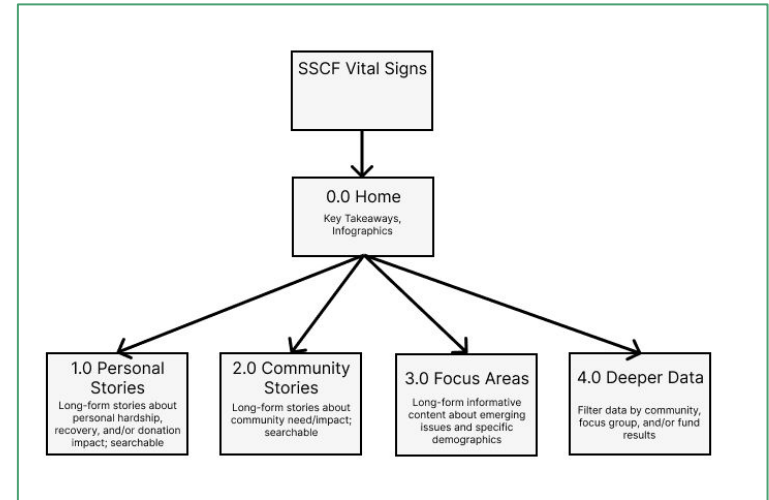 SSCF Vital Signs
0.0 Home
Key Takeaways,
Infographics
1.0 Personal
Stories
Long-form stories about
personal hardship,
recovery, and/or donation
impact; searchable
2.0 Community
Stories
Long-form stories about
community need/impact;
searchable
3.0 Focus Areas
Long-form informative
content about emerging
issues and specific
demographics
4.0 Deeper Data
Filter data by community,
focus group, and/or fund
results